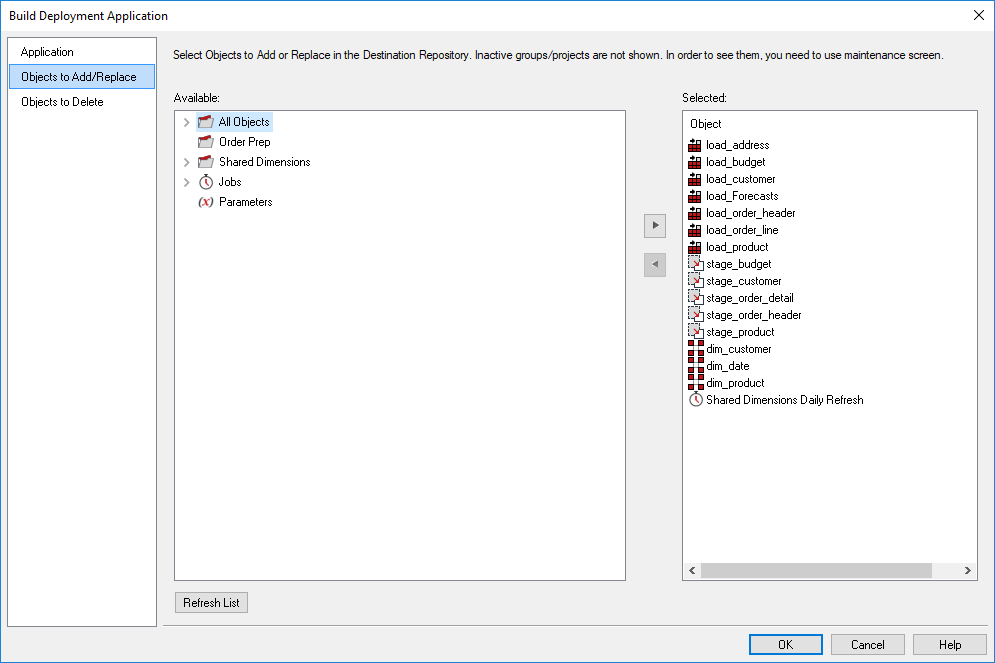 Build Deployment Application
Application
Objects to Add/Replace
Objects to Delete
Select Objects to Add or Replace in the Destination Repository. Inactive groups/projects are not shown. In order to see them, you need to use maintenance screen.
Available:
All Objects
Order Prep
Shared Dimensions
Jobs
(x) Parameters
Refresh List
Selected:
Object
load_address
load_budget
load_customer
load_Forecasts
load_order_header
load_order_line
load_product
stage_budget
stage_customer
stage_order_detail
stage_order_header
stage_product
dim_customer
dim_date
dim_product
Shared Dimensions Daily Refresh
OK
Cancel
Help